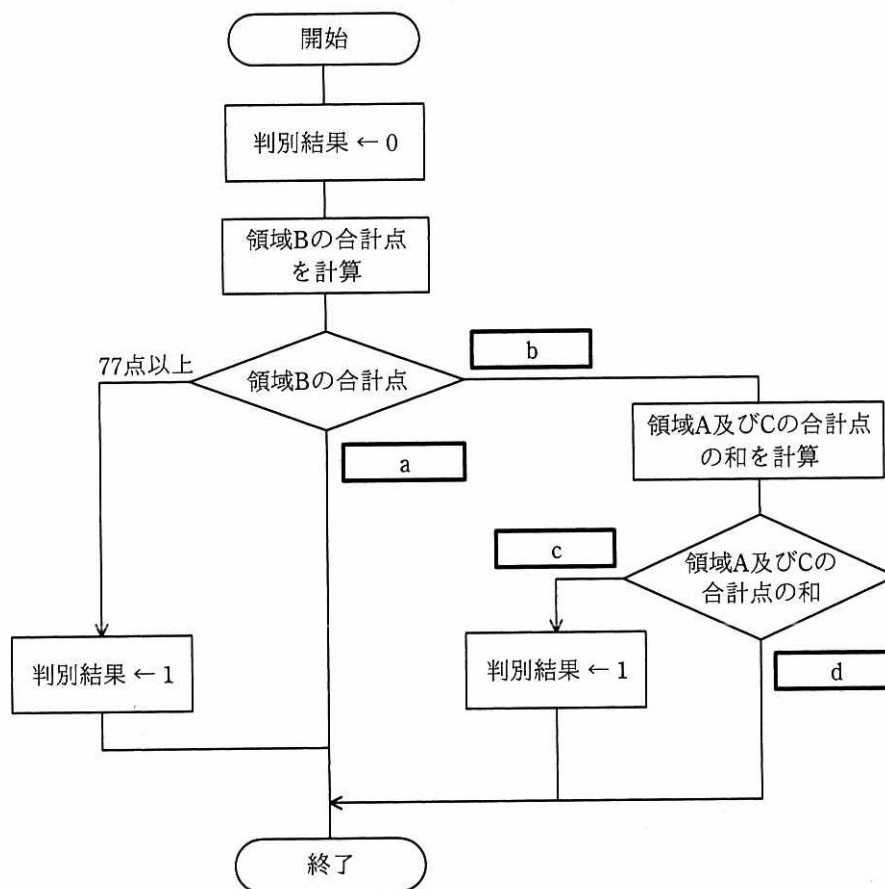 開始
判別結果 ← 0
領域Bの合計点
を計算
77点以上
領域Bの合計点
b
a
領域A及びCの合計点
の和を計算
c
領域A及びCの
合計点の和
判別結果 ← 1
判別結果 ← 1
d
終了